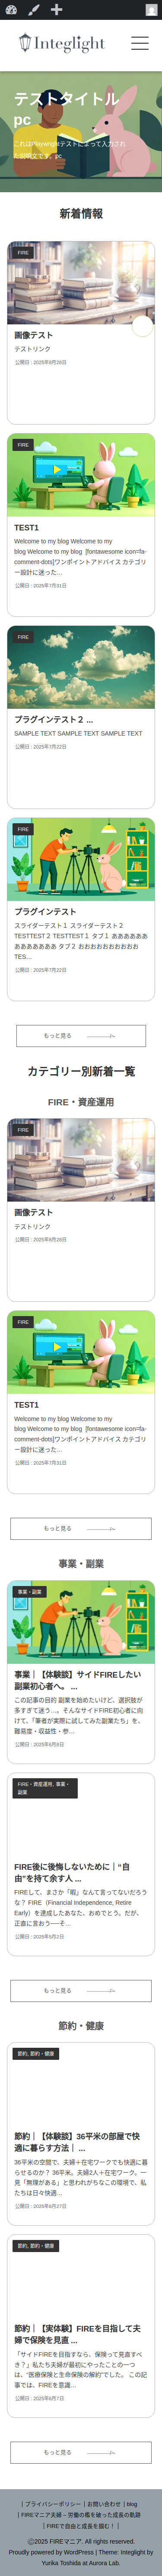 Integlight
テストタイトル
pc
これはPlaywrightテストによって入力され
た説明文です、pc
新着情報
FIRE
画像テスト
テストリンク
公開日 : 2025年8月28日
FIRE
TEST1
Welcome to my blog Welcome to my
blog Welcome to my blog [fontawesome icon=fa-
comment-dots]ワンポイントアドバイス カテゴリ
ー設計に迷った…
公開日 : 2025年7月31日
FIRE
プラグインテスト２ ...
SAMPLE TEXT SAMPLE TEXT SAMPLE TEXT
公開日 : 2025年7月22日
FIRE
プラグインテスト
スライダーテスト１ スライダーテスト２
TESTTEST２ TESTTEST１ タブ１ ああああああ
ああああああああ タブ２ おおおおおおおおおお
TES…
公開日 : 2025年7月22日
もっと見る
カテゴリー別新着一覧
FIRE・資産運用
FIRE
画像テスト
テストリンク
公開日 : 2025年8月28日
FIRE
TEST1
Welcome to my blog Welcome to my
blog Welcome to my blog [fontawesome icon=fa-
comment-dots]ワンポイントアドバイス カテゴリ
ー設計に迷った…
公開日 : 2025年7月31日
もっと見る
事業・副業
事業・副業
事業｜【体験談】サイドFIREしたい
副業初心者へ。 ...
この記事の目的 副業を始めたいけど、選択肢が
多すぎて迷う…。そんなサイドFIRE初心者に向
けて、「筆者が実際に試してみた副業たち」を、
難易度・収益性・参…
公開日 : 2025年6月8日
FIRE・資産運用, 事業・
副業
FIRE後に後悔しないために｜“自
由”を持て余す人 ...
FIREして、まさか「暇」なんて言ってないだろうな
？ FIRE（Financial Independence, Retire
Early）を達成したあなた、おめでとう。だが、
正直に言おう──そ…
公開日 : 2025年5月2日
もっと見る
節約・健康
節約, 節約・健康
節約｜【体験談】36平米の部屋で快
適に暮らす方法｜ ...
36平米の空間で、夫婦＋在宅ワークでも快適に暮
らせるのか？ 36平米。夫婦2人＋在宅ワーク。一
見「無理がある」と思われがちなこの環境で、私
たちは日々快適…
公開日 : 2025年6月27日
節約, 節約・健康
節約｜【実体験】FIREを目指して夫
婦で保険を見直 ...
「サイドFIREを目指すなら、保険って見直すべ
き？」私たち夫婦が最初にやったことの一つ
は、“医療保険と生命保険の解約”でした。 この記
事では、FIREを意識…
公開日 : 2025年6月7日
もっと見る
| プライバシーポリシー | お問い合わせ | blog
| FIREマニア夫婦 – 労働の檻を破った成長の軌跡
| FIREで自由と成長を掴む！ |
Ⓒ2025 FIREマニア. All rights reserved.
Proudly powered by WordPress | Theme: Integlight by
Yurika Toshida at Aurora Lab.